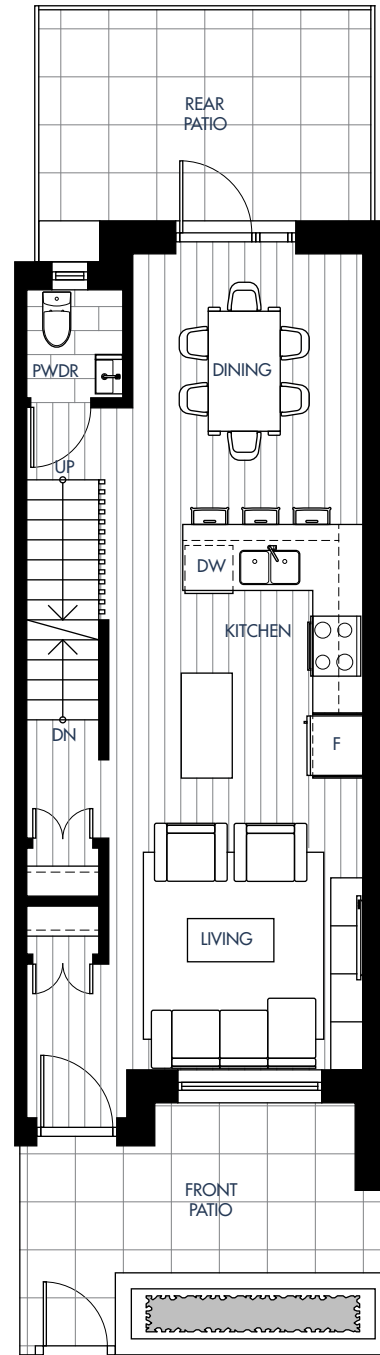 REAR
PATIO
PWDR
DINING
UP
DW
KITCHEN
DN
F
LIVING
FRONT
PATIO